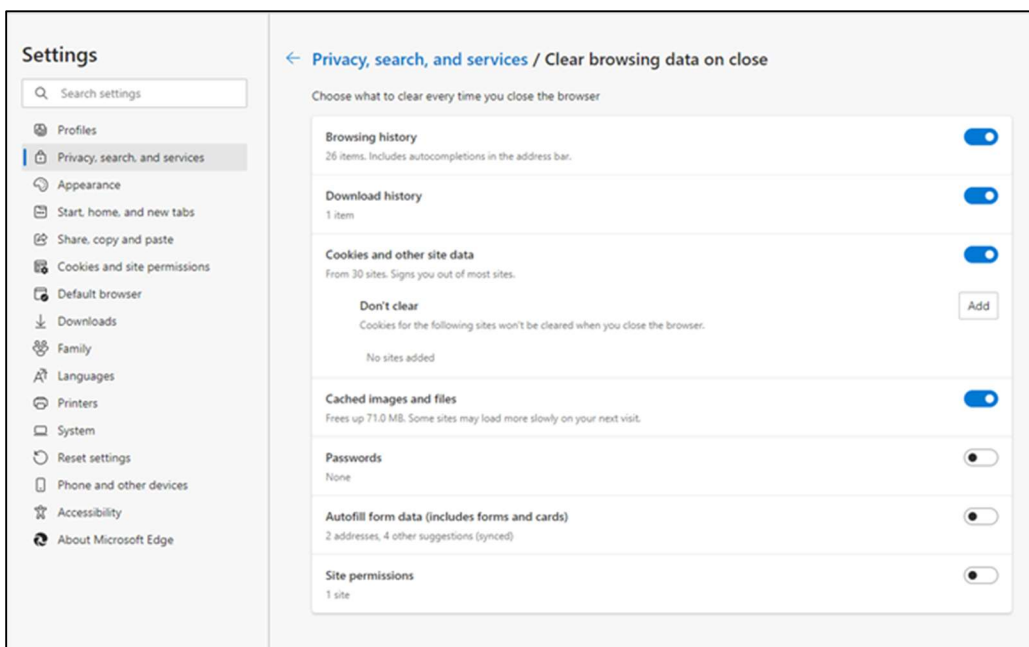 Settings
Search settings
Profiles
Privacy, search, and services
Appearance
Start, home, and new tabs
Share, copy and paste
Cookies and site permissions
Default browser
Downloads
Family
Languages
Printers
System
Reset settings
Phone and other devices
Accessibility
About Microsoft Edge
Privacy, search, and services / Clear browsing data on close
Choose what to clear every time you close the browser
Browsing history
26 items. Includes autocompletions in the address bar.
Download history
1 item
Cookies and other site data
From 30 sites. Signs you out of most sites.
Don't clear
Add
Cookies for the following sites won't be cleared when you close the browser.
No sites added
Cached images and files
Frees up 71.0 MB. Some sites may load more slowly on your next visit.
Passwords
None
Autofill form data (includes forms and cards)
2 addresses, 4 other suggestions (synced)
Site permissions
1 site